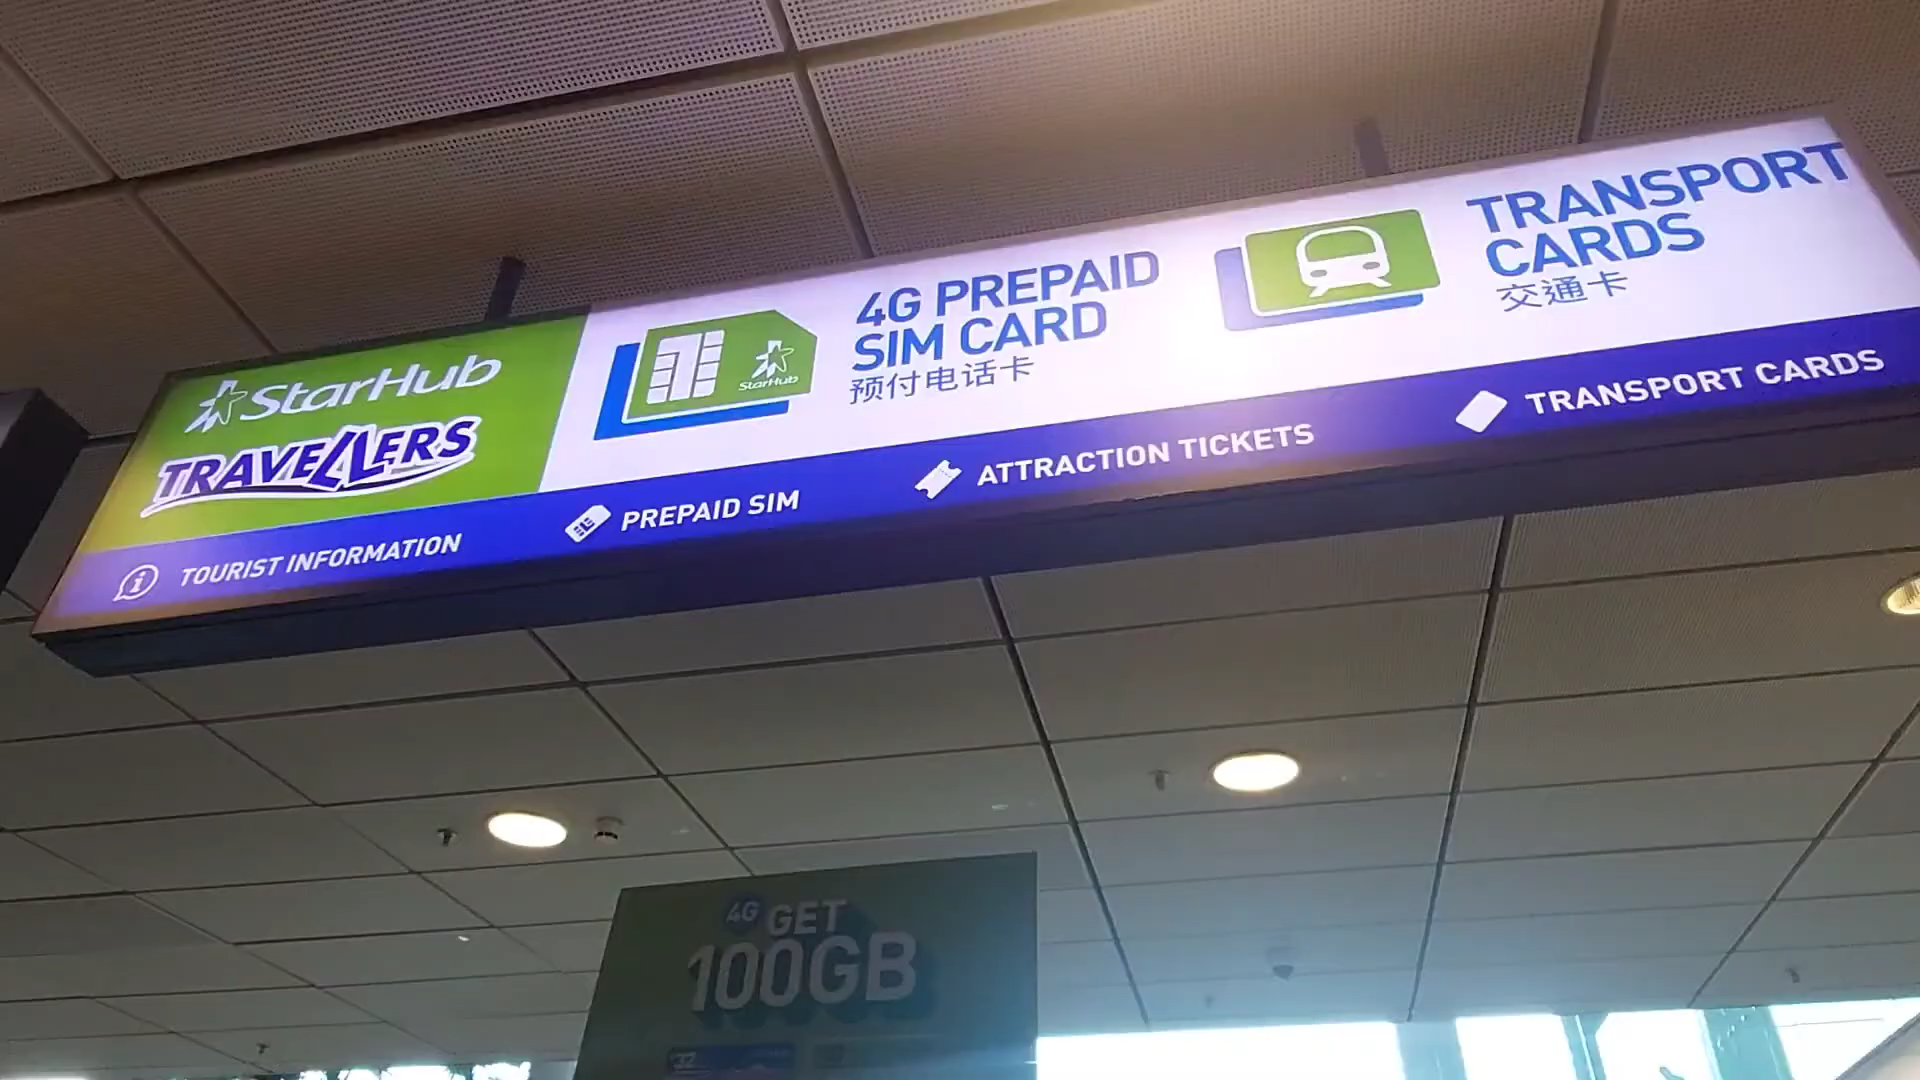 StarHub
TRAVELLERS
4G PREPAID
SIM CARD
预付电话卡
StarHub
TRANSPORT
CARDS
交通卡
TOURIST INFORMATION
PREPAID SIM
ATTRACTION TICKETS
TRANSPORT CARDS
4G GET
100GB
$32